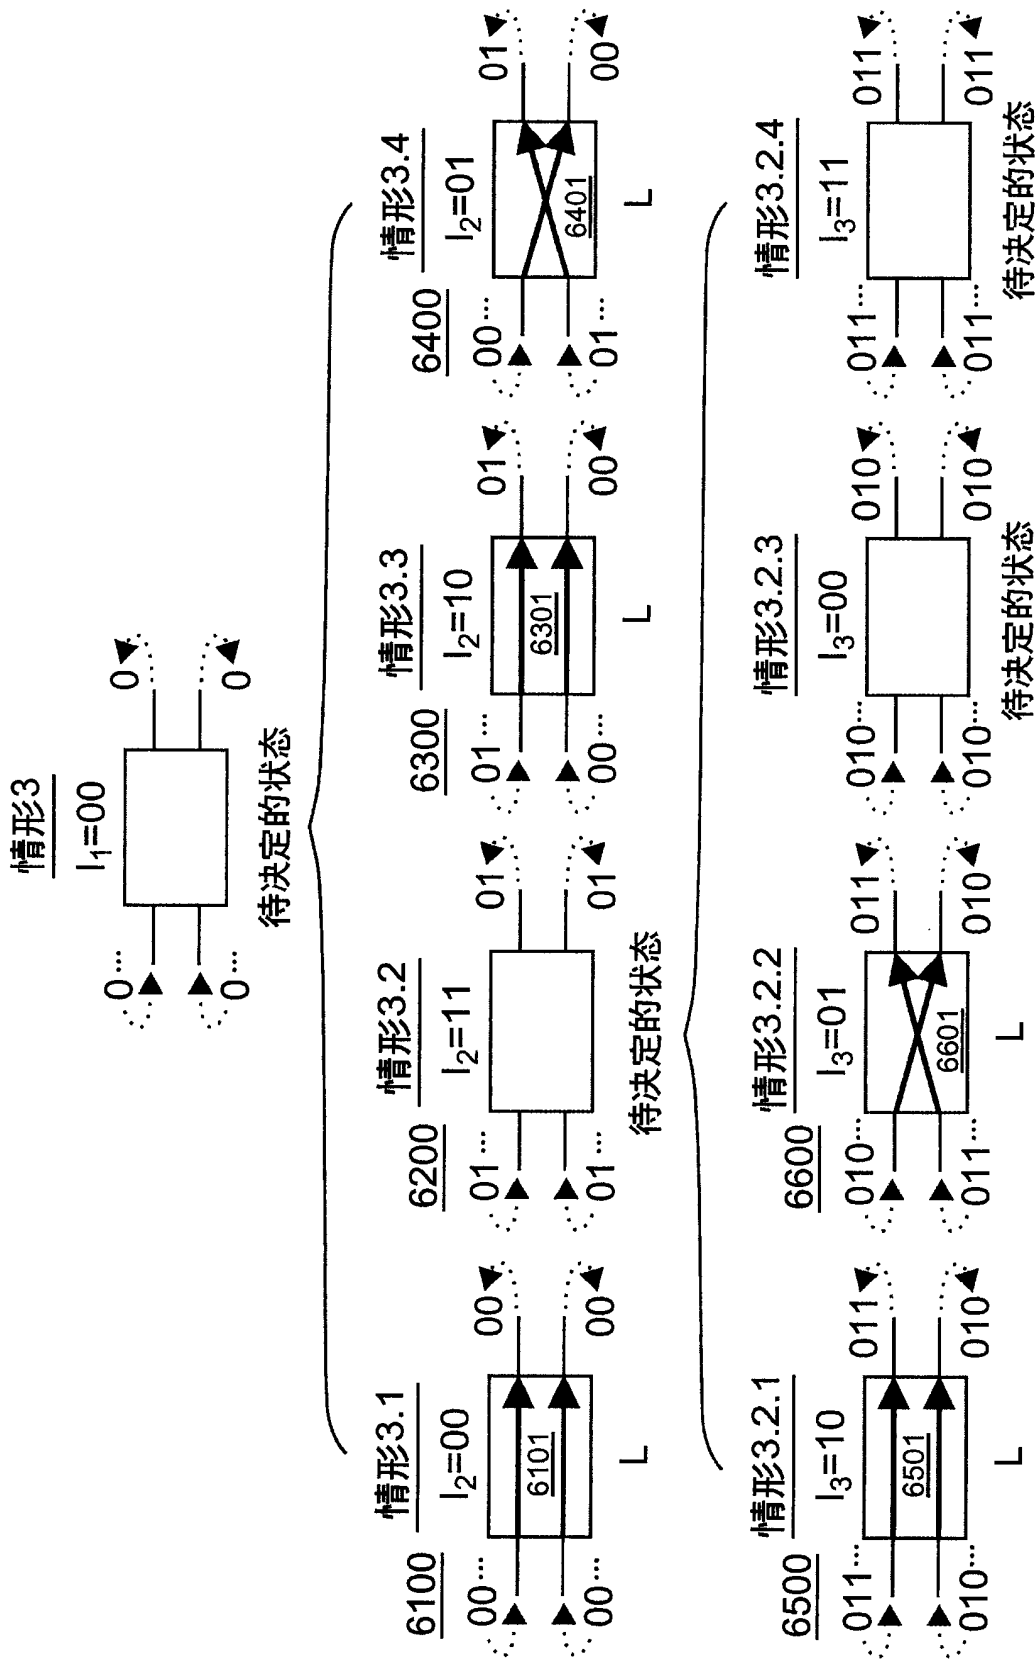 情形3
I1=00
0… 0
0… 0
待决定的状态
6100
情形3.1
I2=00
00… 00
6101
00… 00
L
6200
情形3.2
I2=11
01… 01
01… 01
待决定的状态
6300
情形3.3
I2=10
01… 01
6301
00… 00
L
6400
情形3.4
I2=01
00… 01
6401
01… 00
L
6500
情形3.2.1
I3=10
011… 011
6501
010… 010
L
6600
情形3.2.2
I3=01
010… 011
6601
011… 010
L
情形3.2.3
I3=00
010… 010
010… 010
待决定的状态
情形3.2.4
I3=11
011… 011
011… 011
待决定的状态